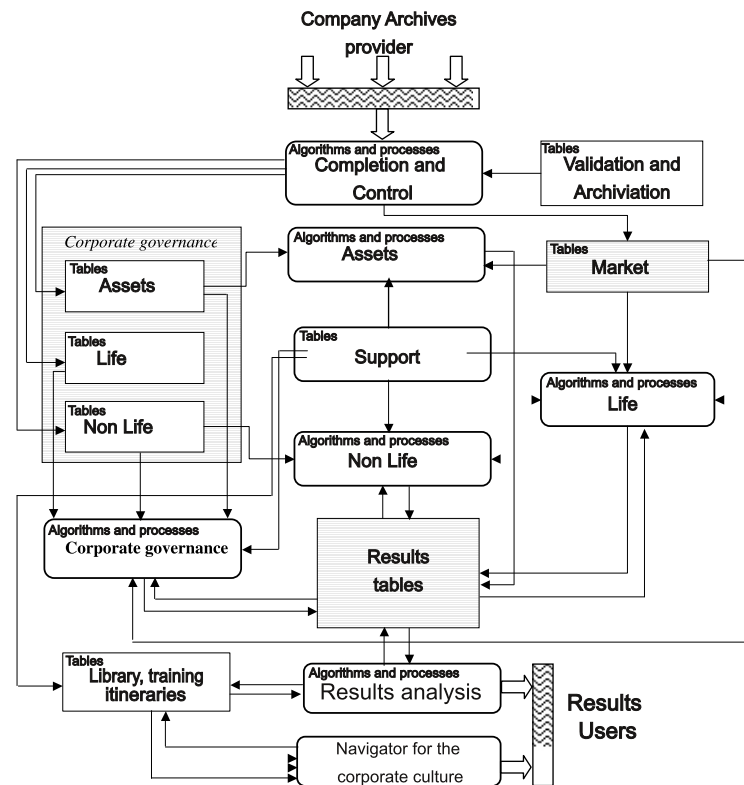 Company Archives
provider
Algorithms and processes
Completion and
Control
Tables
Validation and
Archiviation
Corporate governance
Tables
Assets
Algorithms and processes
Assets
Tables
Market
Tables
Life
Tables
Support
Algorithms and processes
Life
Tables
Non Life
Algorithms and processes
Non Life
Algorithms and processes
Corporate governance
Results
tables
Tables
Library, training
itineraries
Algorithms and processes
Results analysis
Results
Users
Navigator for the
corporate culture